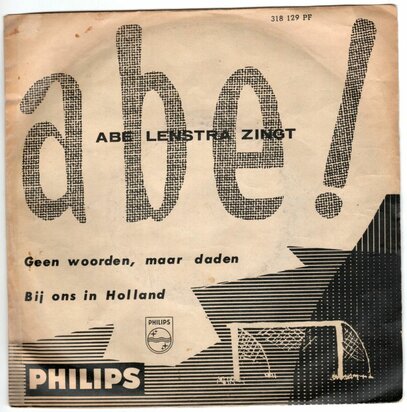 318 129 PF
abe!
ABE LENSTRA ZINGT
Geen woorden, maar daden
Bij ons in Holland
PHILIPS
PHILIPS